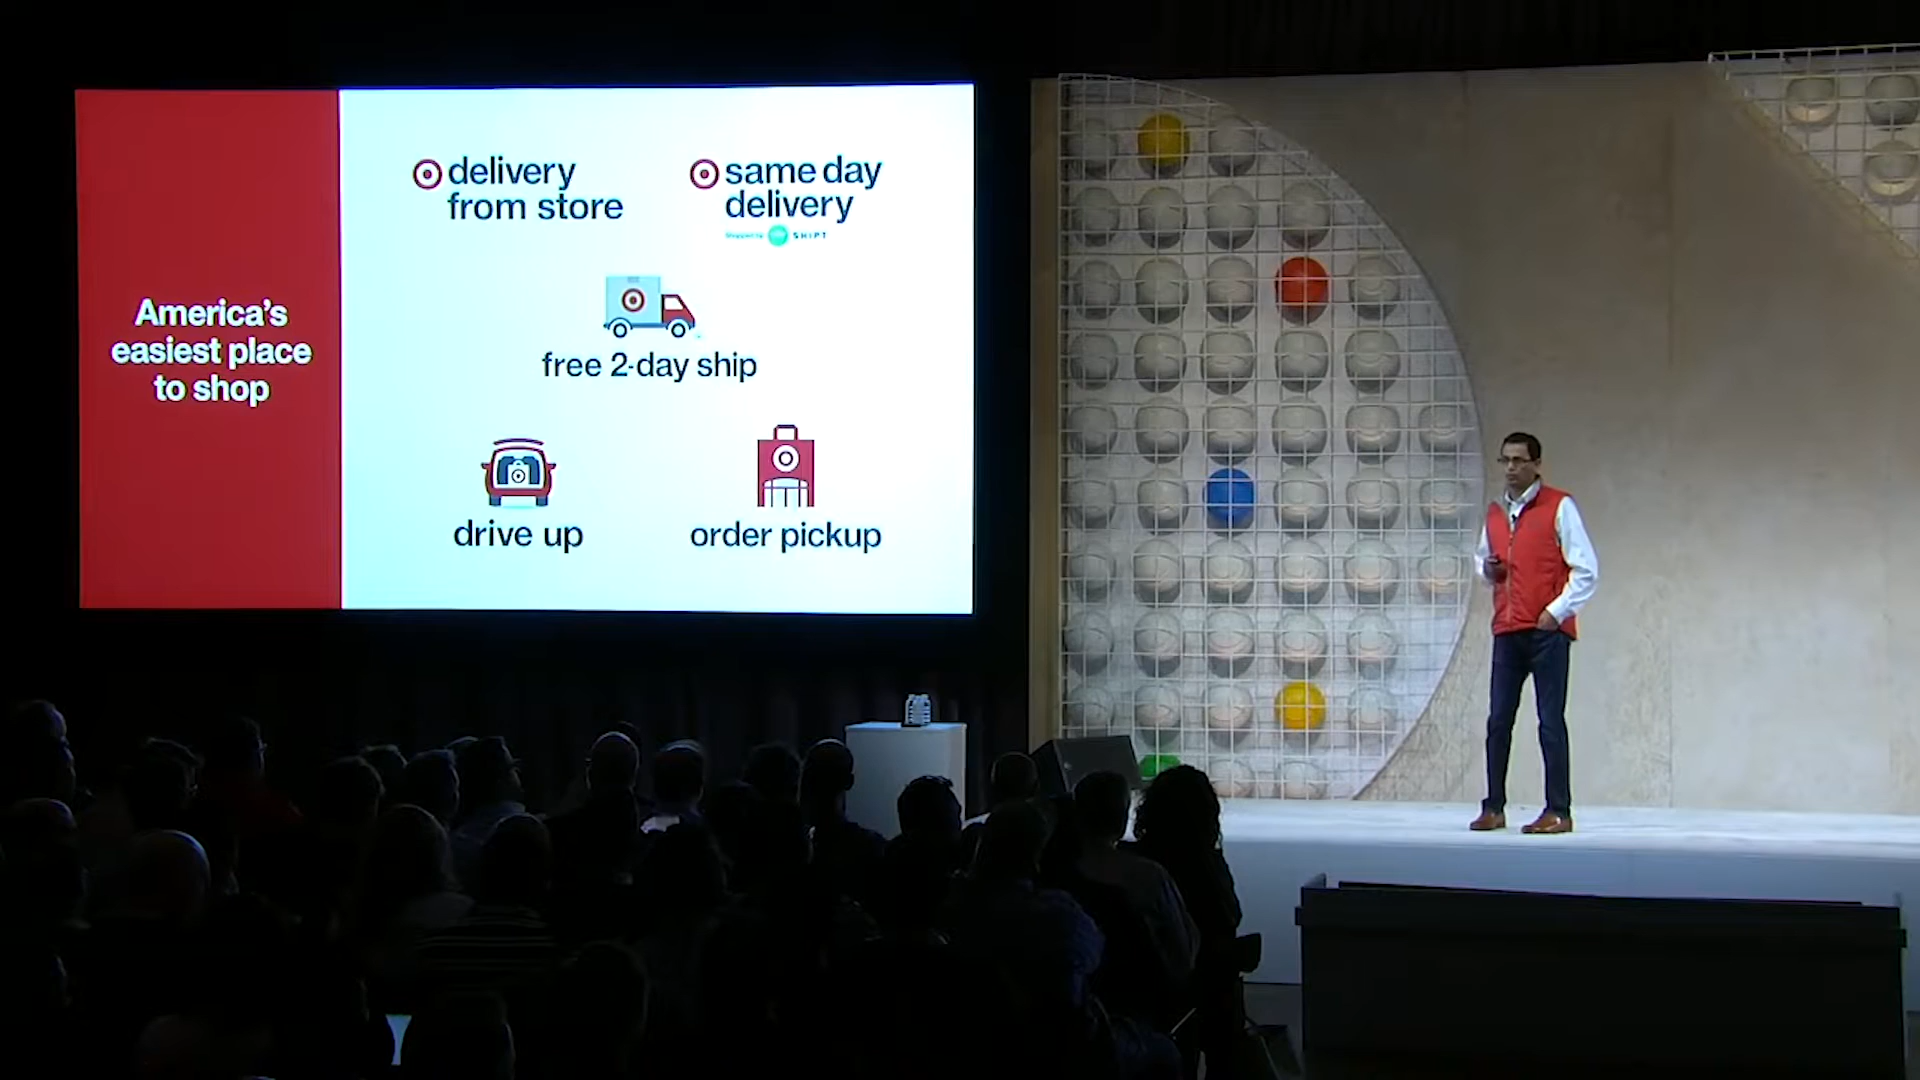 America's
easiest place
to shop
delivery
from store
same day
delivery
SHIPT
free 2-day ship
drive up
order pickup